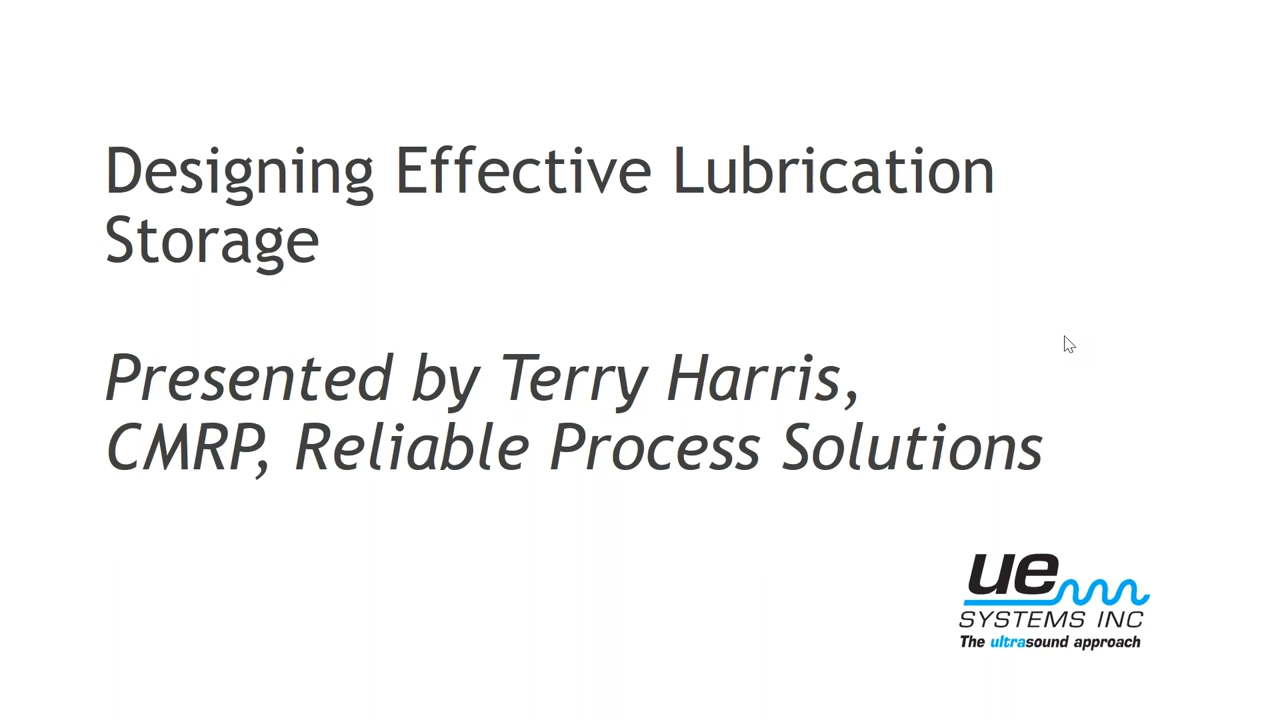 Designing Effective Lubrication
Storage
Presented by Terry Harris,
CMRP, Reliable Process Solutions
ue
SYSTEMS INC
The ultrasound approach